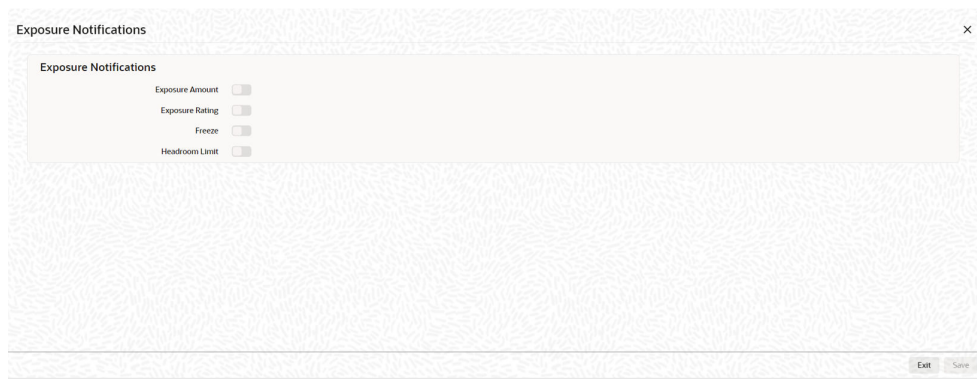 Exposure Notifications
Exposure Notifications
Exposure Amount
Exposure Rating
Freeze
Headroom Limit
Exit Save